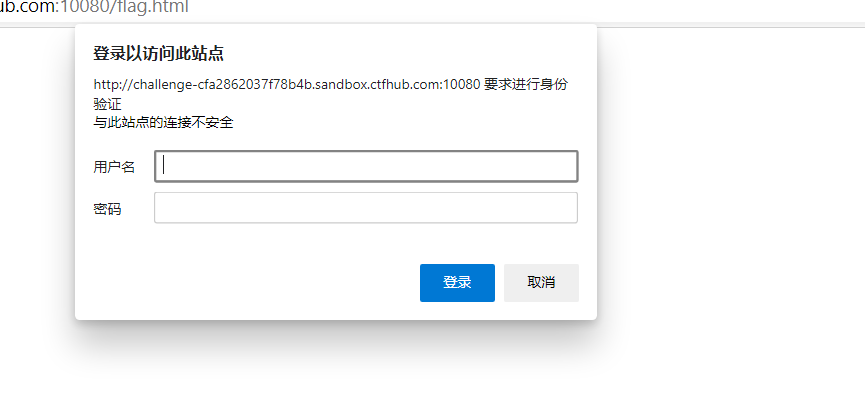 ub.com:10080/flag.html
登录以访问此站点
http://challenge-cfa2862037f78b4b.sandbox.ctfhub.com:10080 要求进行身份
验证
与此站点的连接不安全
用户名
密码
登录 取消